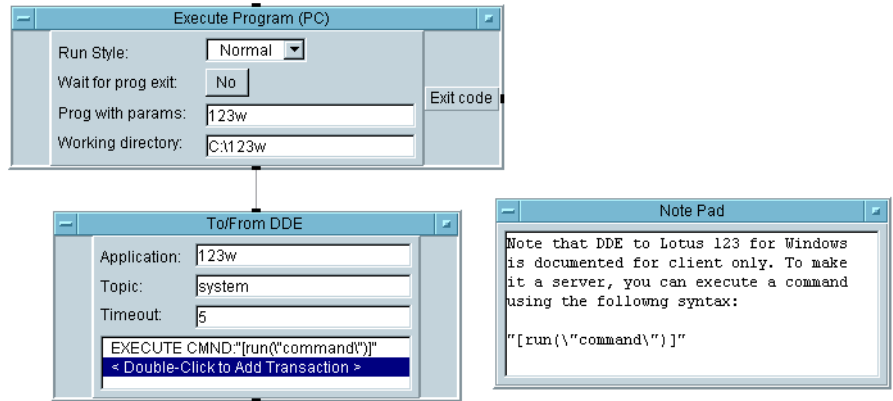 Execute Program (PC)
Run Style: Normal
Wait for prog exit: No
Prog with params: 123w
Working directory: C:\123w
Exit code
To/From DDE
Application: 123w
Topic: system
Timeout: 5
EXECUTE CMND:"[run(\"command\")]"
< Double-Click to Add Transaction >
Note Pad
Note that DDE to Lotus 123 for Windows
is documented for client only. To make
it a server, you can execute a command
using the followng syntax:
"[run(\"command\")]"